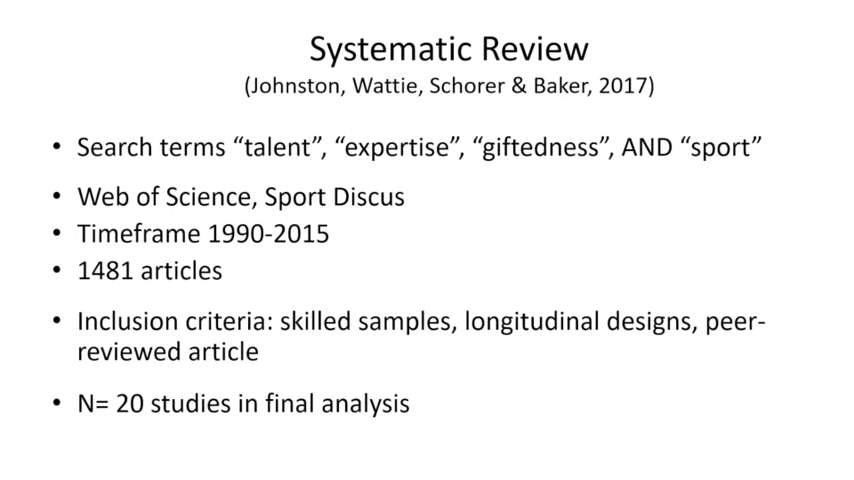 Systematic Review
(Johnston, Wattie, Schorer & Baker, 2017)
• Search terms “talent”, “expertise”, “giftedness”, AND “sport”
• Web of Science, Sport Discus
• Timeframe 1990-2015
• 1481 articles
• Inclusion criteria: skilled samples, longitudinal designs, peer-
reviewed article
• N= 20 studies in final analysis